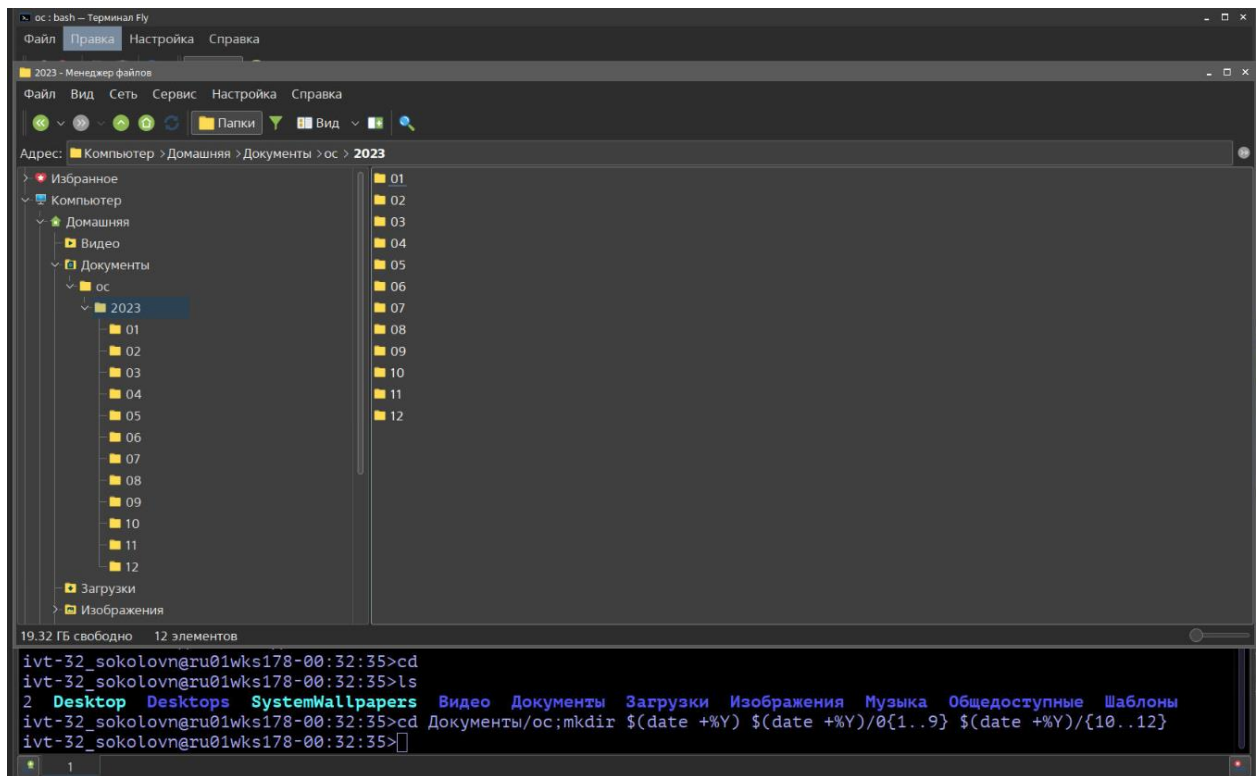 ос : bash — Терминал Fly
Файл Правка Настройка Справка
2023 - Менеджер файлов
Файл Вид Сеть Сервис Настройка Справка
Папки Вид
Адрес: Компьютер > Домашняя > Документы > ос > 2023
Избранное
Компьютер
Домашняя
Видео
Документы
ос
2023
01
02
03
04
05
06
07
08
09
10
11
12
Загрузки
Изображения
01
02
03
04
05
06
07
08
09
10
11
12
19.32 ГБ свободно 12 элементов
ivt-32_sokolovn@ru01wks178-00:32:35>cd
ivt-32_sokolovn@ru01wks178-00:32:35>ls
2 Desktop Desktops SystemWallpapers Видео Документы Загрузки Изображения Музыка Общедоступные Шаблоны
ivt-32_sokolovn@ru01wks178-00:32:35>cd Документы/ос;mkdir $(date +%Y) $(date +%Y)/0{1..9} $(date +%Y)/{10..12}
ivt-32_sokolovn@ru01wks178-00:32:35>
1